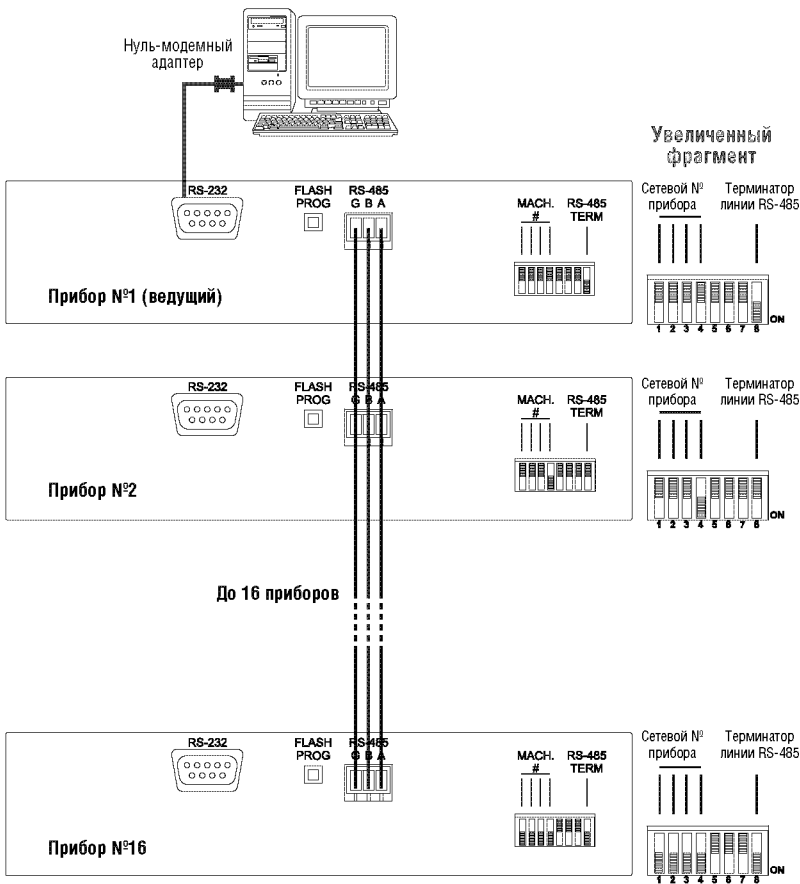 Нуль-модемный
адаптер
Увеличенный
фрагмент
RS-232
FLASH
PROG
RS-485
G B A
MACH.
#
RS-485
TERM
Сетевой №
прибора
Терминатор
линии RS-485
Прибор №1 (ведущий)
1 2 3 4 5 6 7 8
ON
RS-232
FLASH
PROG
RS-485
G B A
MACH.
#
RS-485
TERM
Сетевой №
прибора
Терминатор
линии RS-485
Прибор №2
1 2 3 4 5 6 7 8
ON
До 16 приборов
RS-232
FLASH
PROG
RS-485
G B A
MACH.
#
RS-485
TERM
Сетевой №
прибора
Терминатор
линии RS-485
Прибор №16
1 2 3 4 5 6 7 8
ON